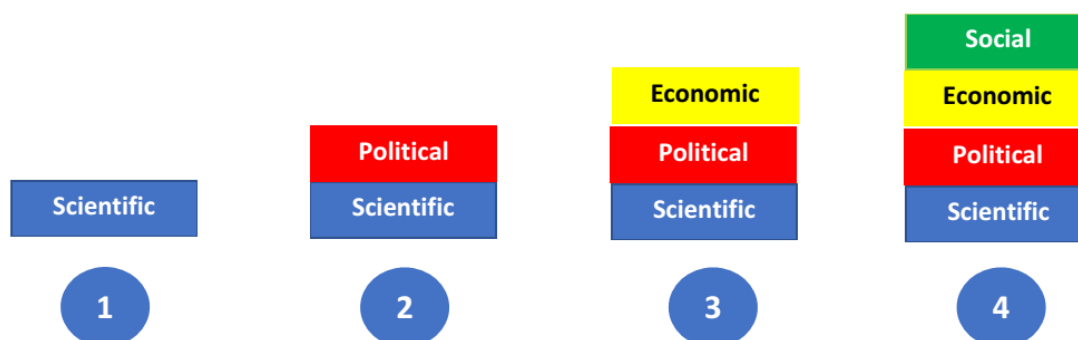 Social
Economic
Economic
Political
Political
Political
Scientific
Scientific
Scientific
Scientific
1
2
3
4